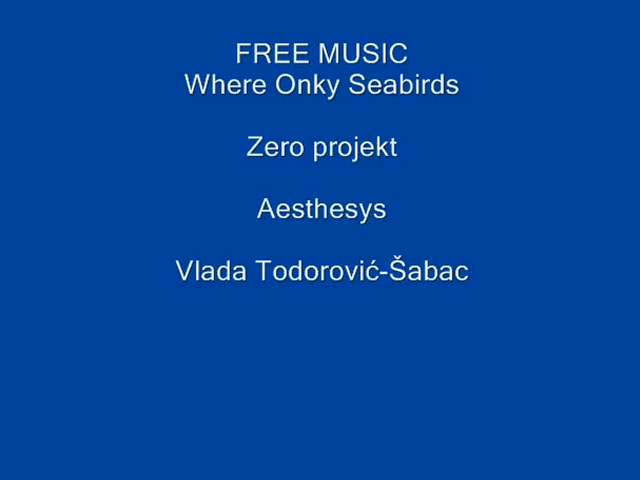 FREE MUSIC
Where Onky Seabirds
Zero projekt
Aesthesys
Vlada Todorović-Šabac